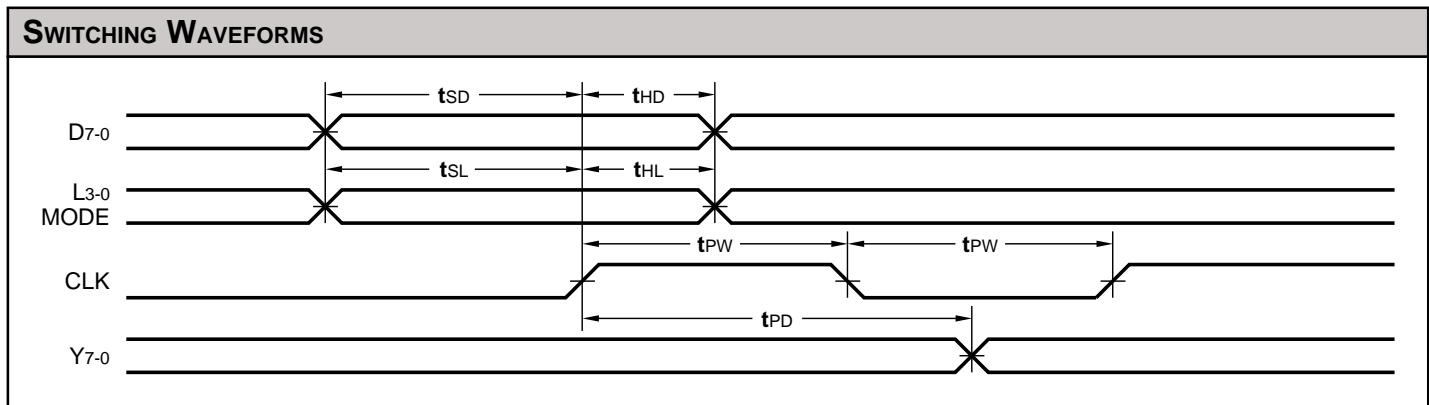 SWITCHING WAVEFORMS
tSD tHD
D7-0
tSL tHL
L3-0
MODE
tPW tPW
CLK
tPD
Y7-0